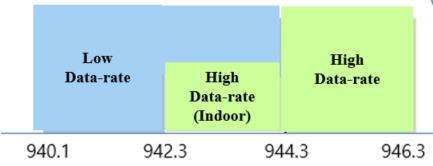 Low
Data-rate
High
Data-rate
(Indoor)
High
Data-rate
940.1
942.3
944.3
946.3